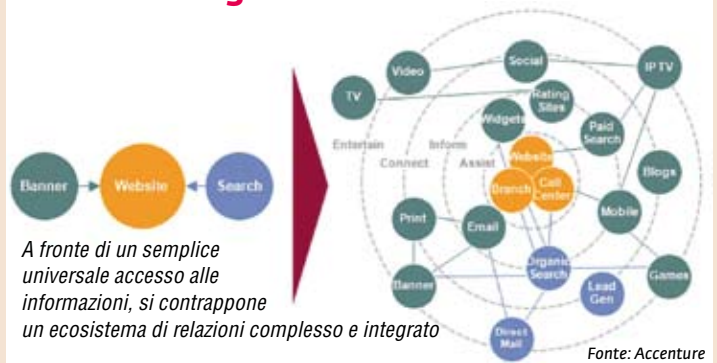 Banner
Website
Search
A fronte di un semplice
universale accesso alle
informazioni, si contrappone
un ecosistema di relazioni complesso e integrato
Video
Social
IP TV
TV
Rating
Sites
Widgets
Paid
Search
Entertain
Connect
Inform
Assist
Website
Branch
Call
Center
Blogs
Print
Email
Mobile
Banner
Organic
Search
Lead
Gen
Games
Direct
Mail
Fonte: Accenture